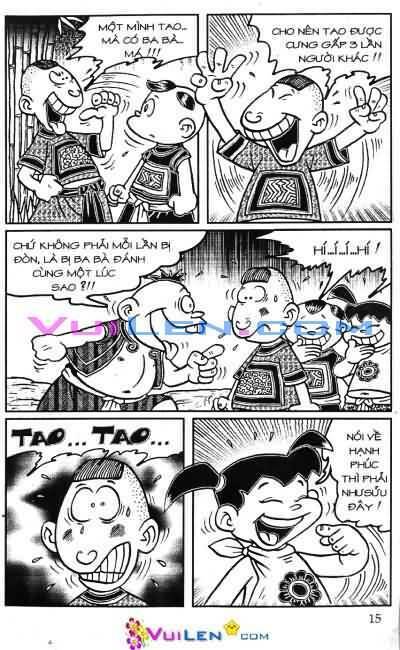 MỘT MÌNH TAO...
MÀ CÓ BA BÀ...
MÁ !!!
CHO NÊN TAO ĐƯỢC
CƯNG GẤP 3 LẦN
NGƯỜI KHÁC !!
CHỨ KHÔNG PHẢI MỖI LẦN BỊ
ĐÒN, LÀ BỊ BA BÀ ĐÁNH
CÙNG MỘT LÚC
SAO ?!!
HÍ...Í...Í...HÍ !
VUILEN.COM
TAO... TAO...
NÓI VỀ
HẠNH
PHÚC
THÌ PHẢI
NHƯ SỬU
ĐÂY !
15
VUILEN.COM